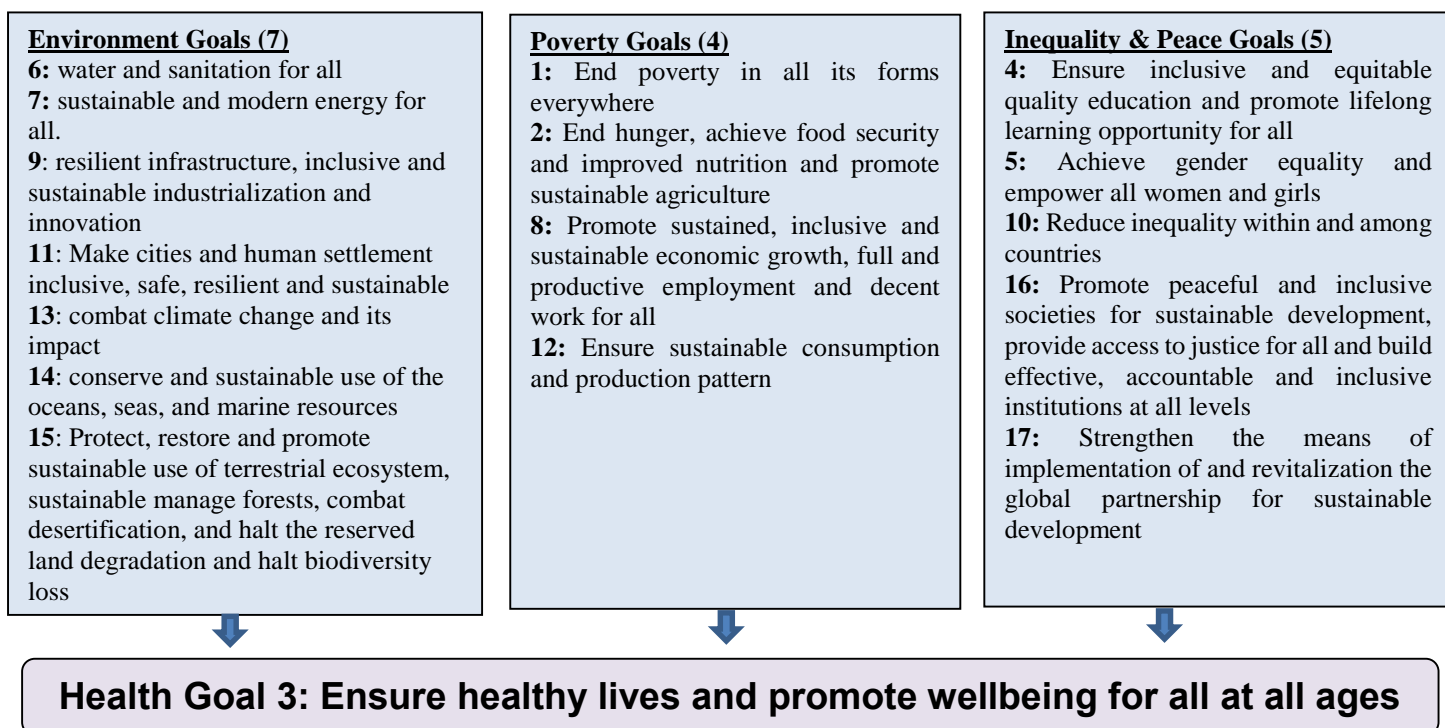 Environment Goals (7)
6: water and sanitation for all
7: sustainable and modern energy for
all.
9: resilient infrastructure, inclusive and
sustainable industrialization and
innovation
11: Make cities and human settlement
inclusive, safe, resilient and sustainable
13: combat climate change and its
impact
14: conserve and sustainable use of the
oceans, seas, and marine resources
15: Protect, restore and promote
sustainable use of terrestrial ecosystem,
sustainable manage forests, combat
desertification, and halt the reserved
land degradation and halt biodiversity
loss
Poverty Goals (4)
1: End poverty in all its forms
everywhere
2: End hunger, achieve food security
and improved nutrition and promote
sustainable agriculture
8: Promote sustained, inclusive and
sustainable economic growth, full and
productive employment and decent
work for all
12: Ensure sustainable consumption
and production pattern
Inequality & Peace Goals (5)
4: Ensure inclusive and equitable
quality education and promote lifelong
learning opportunity for all
5: Achieve gender equality and
empower all women and girls
10: Reduce inequality within and among
countries
16: Promote peaceful and inclusive
societies for sustainable development,
provide access to justice for all and build
effective, accountable and inclusive
institutions at all levels
17: Strengthen the means of
implementation of and revitalization the
global partnership for sustainable
development
Health Goal 3: Ensure healthy lives and promote wellbeing for all at all ages